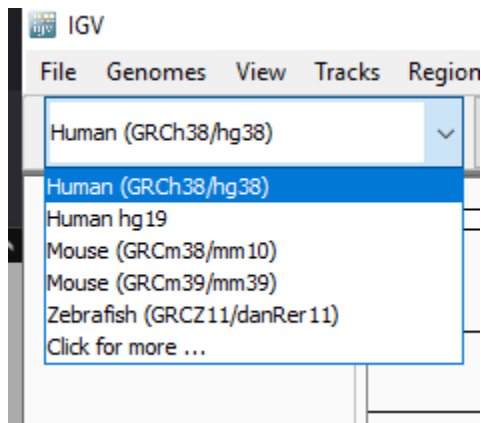 IGV
File Genomes View Tracks Region
Human (GRCh38/hg38)
Human (GRCh38/hg38)
Human hg19
Mouse (GRCm38/mm10)
Mouse (GRCm39/mm39)
Zebrafish (GRCZ11/danRer11)
Click for more ...